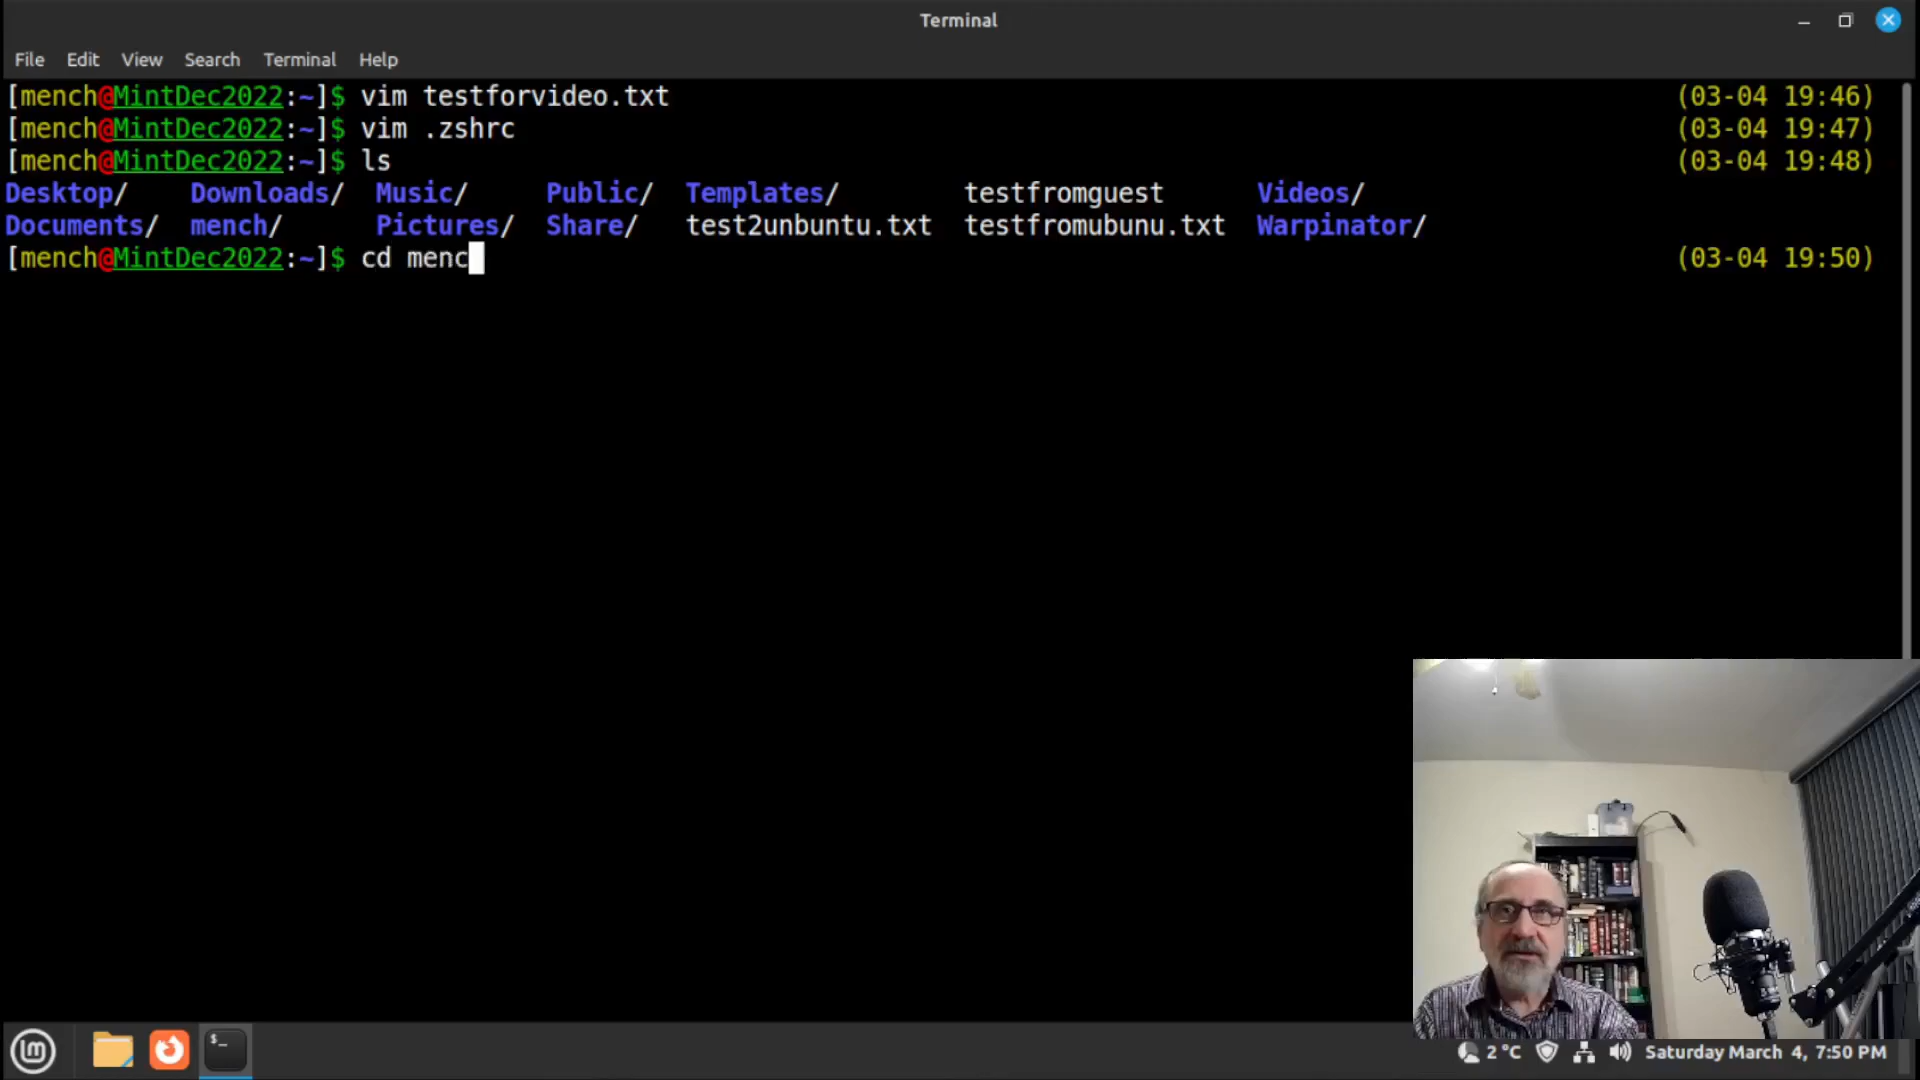 Terminal
File Edit View Search Terminal Help
[mench@MintDec2022:~]$ vim testforvideo.txt (03-04 19:46)
[mench@MintDec2022:~]$ vim .zshrc (03-04 19:47)
[mench@MintDec2022:~]$ ls (03-04 19:48)
Desktop/ Downloads/ Music/ Public/ Templates/ testfromguest Videos/
Documents/ mench/ Pictures/ Share/ test2unbuntu.txt testfromubunu.txt Warpinator/
[mench@MintDec2022:~]$ cd menc (03-04 19:50)
$_
2 °C Saturday March 4, 7:50 PM